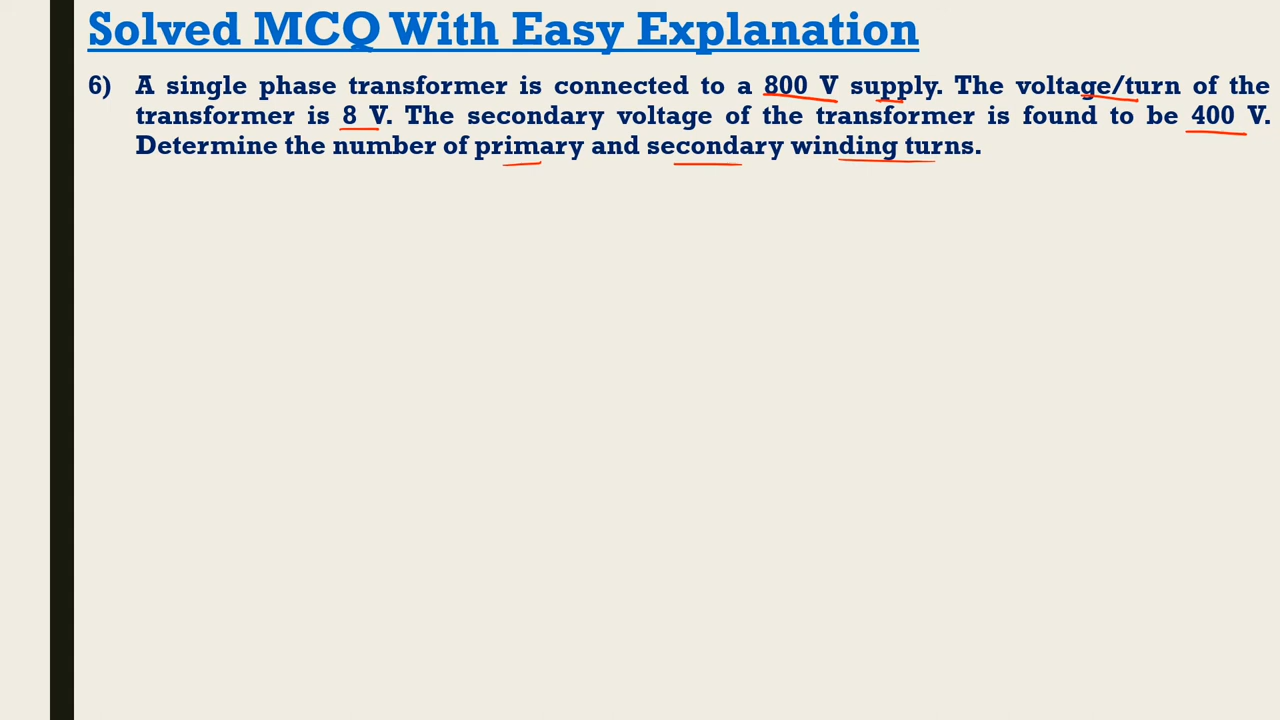 Solved MCQ With Easy Explanation
6) A single phase transformer is connected to a 800 V supply. The voltage/turn of the
transformer is 8 V. The secondary voltage of the transformer is found to be 400 V.
Determine the number of primary and secondary winding turns.